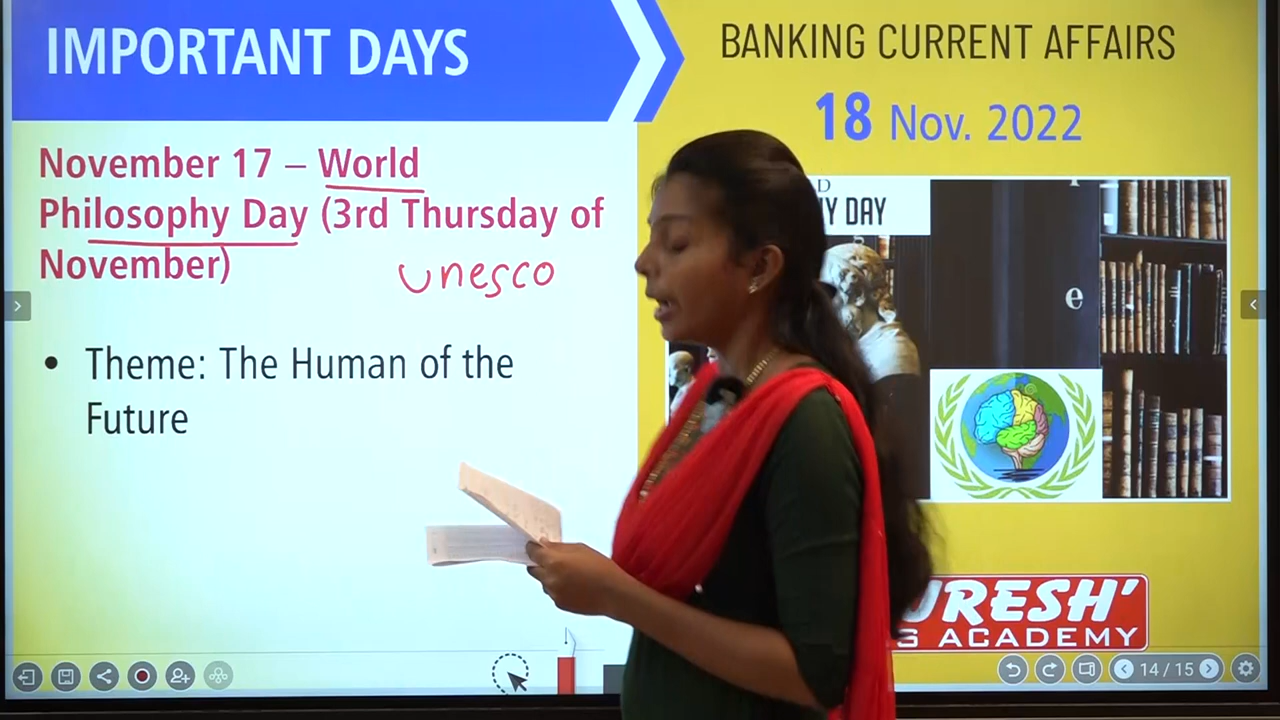 IMPORTANT DAYS
November 17 – World
Philosophy Day (3rd Thursday of
November)
unesco
• Theme: The Human of the
Future
BANKING CURRENT AFFAIRS
18 Nov. 2022
DAY
e
URESH'
S ACADEMY
14 / 15